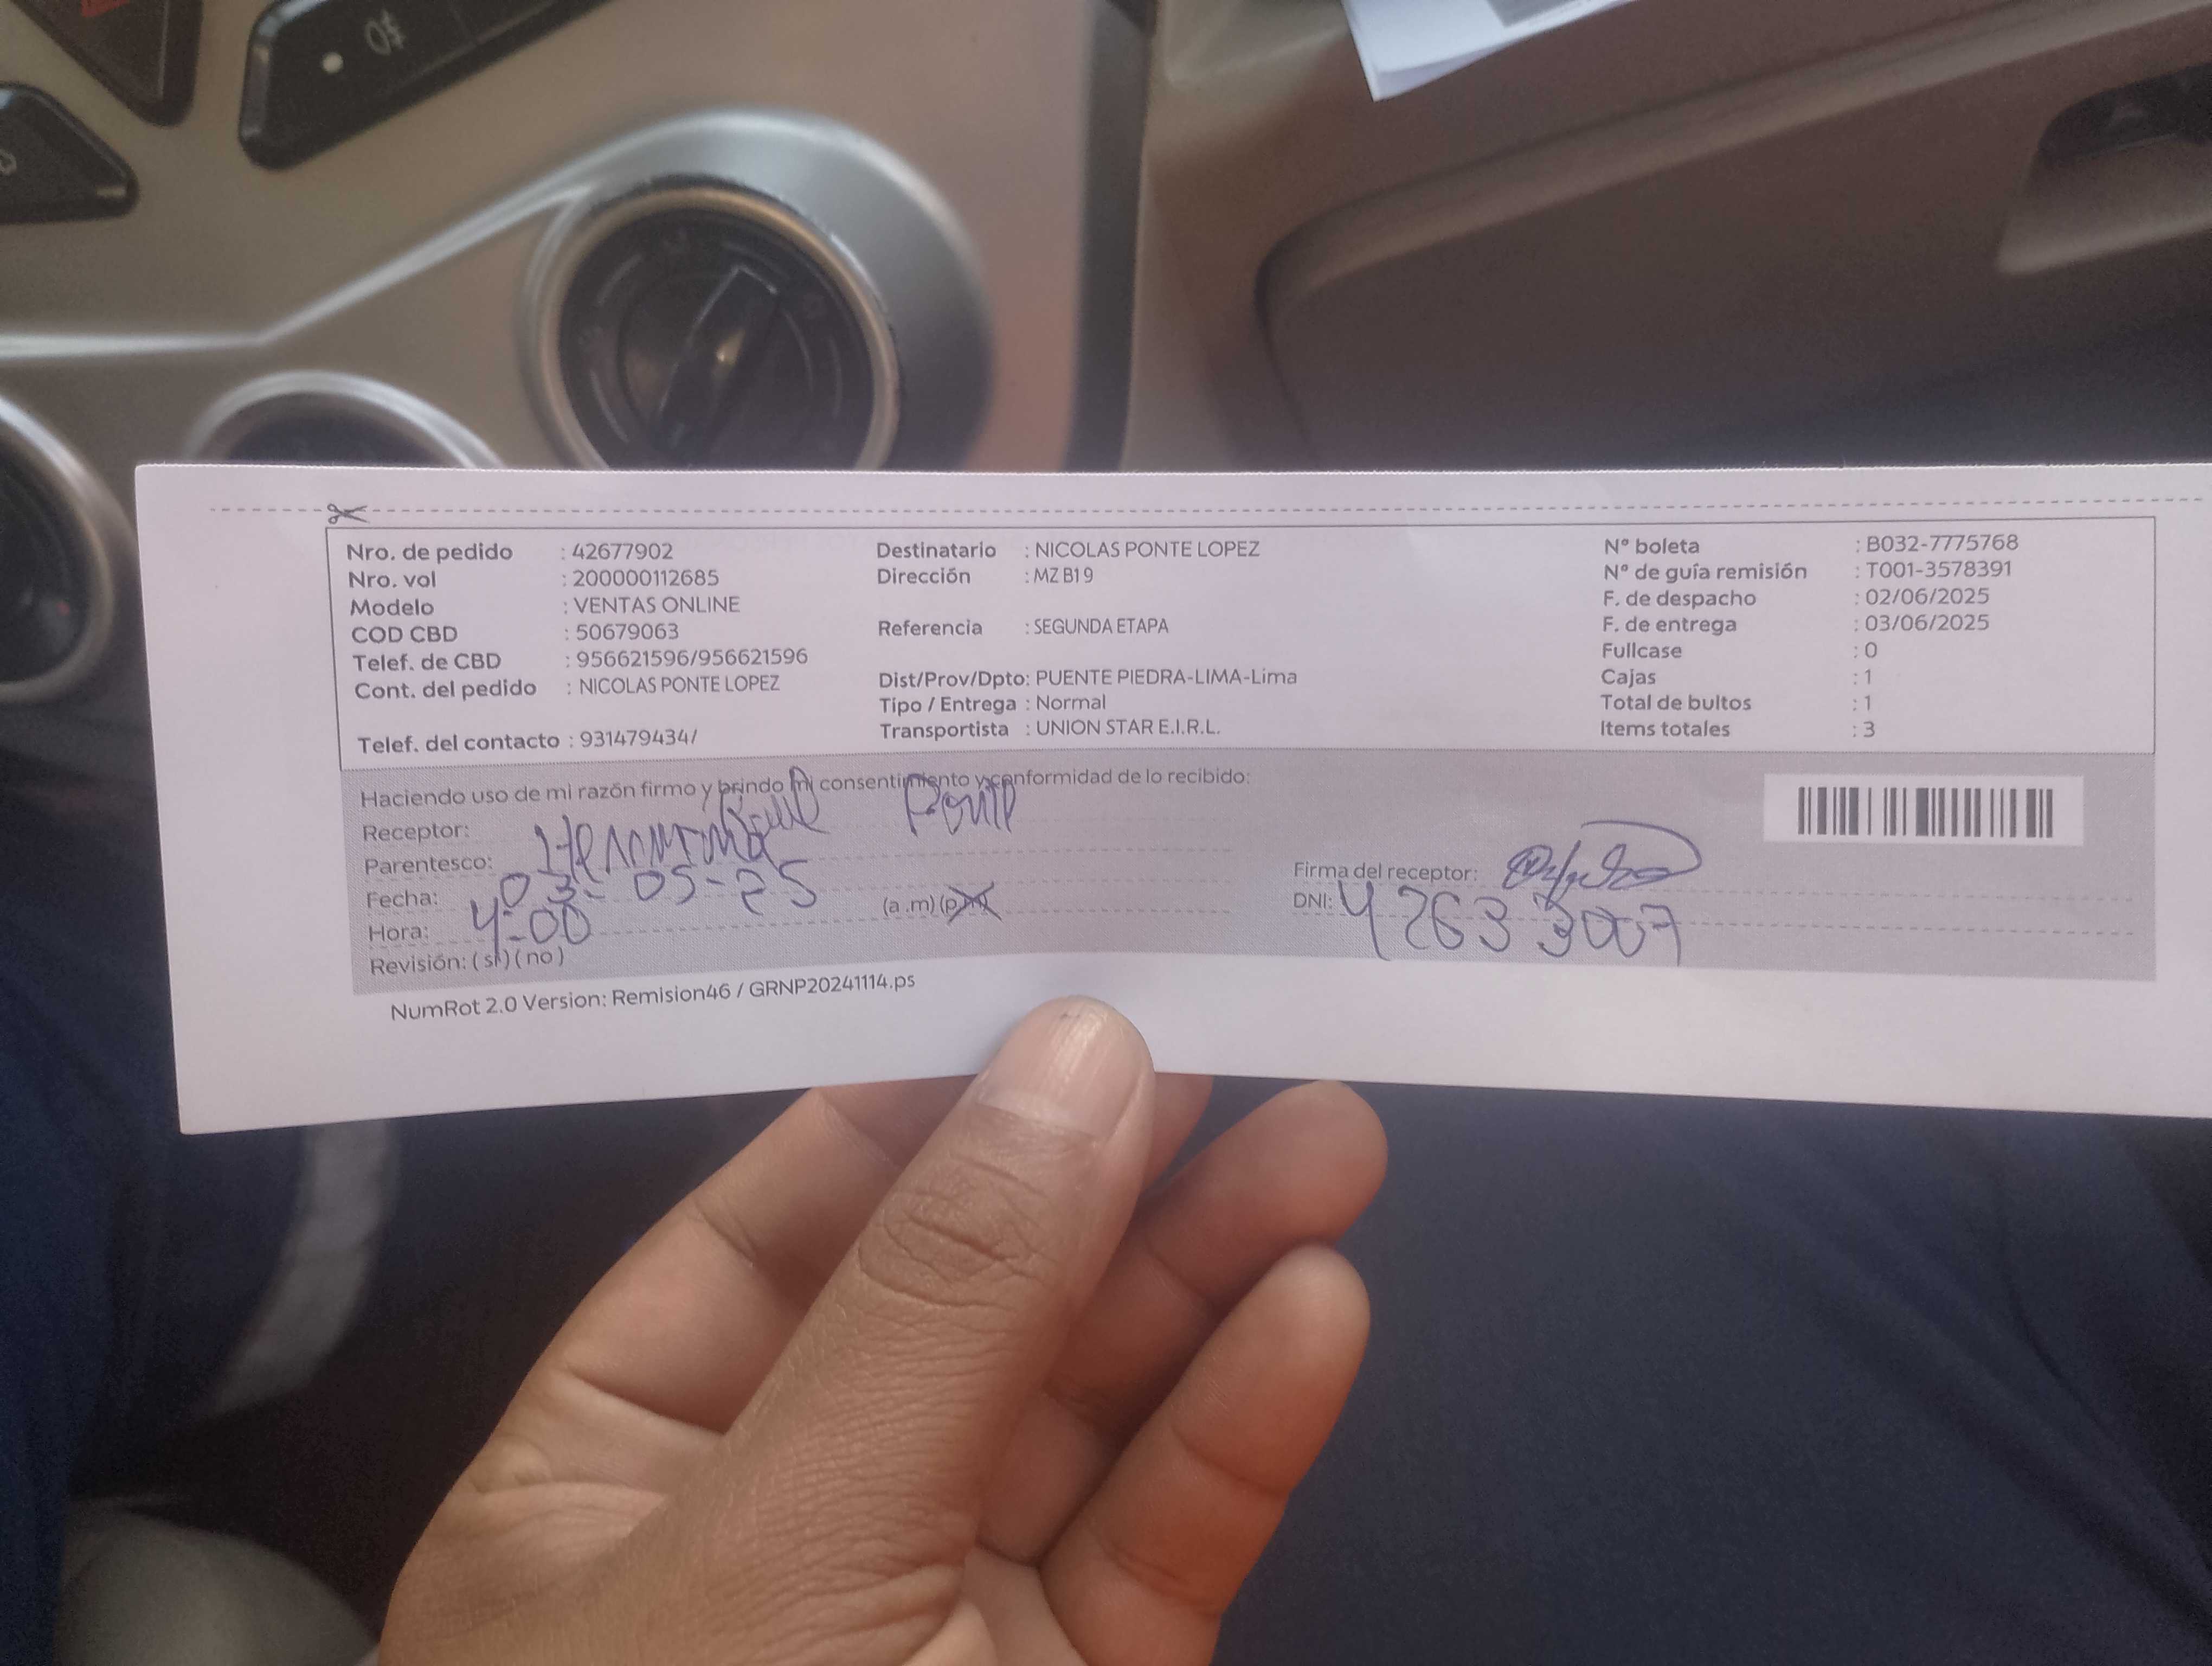 Nro. de pedido : 42677902
Nro. vol : 200000112685
Modelo : VENTAS ONLINE
COD CBD : 50679063
Telef. de CBD : 956621596/956621596
Cont. del pedido : NICOLAS PONTE LOPEZ
Telef. del contacto : 931479434/
Destinatario : NICOLAS PONTE LOPEZ
Dirección : MZ B19
Referencia : SEGUNDA ETAPA
Dist/Prov/Dpto: PUENTE PIEDRA-LIMA-Lima
Tipo / Entrega : Normal
Transportista : UNION STAR E.I.R.L.
N° boleta : B032-7775768
N° de guía remisión : T001-3578391
F. de despacho : 02/06/2025
F. de entrega : 03/06/2025
Fullcase : 0
Cajas : 1
Total de bultos : 1
Items totales : 3
Haciendo uso de mi razón firmo y brindo mi consentimiento y conformidad de lo recibido:
Receptor: Ponte
Parentesco:
Fecha: 03-05-25
Hora: 4:00 (a.m) (p.m)
Revisión: (si) (no)
Firma del receptor:
DNI: 42633007
NumRot 2.0 Version: Remision46 / GRNP20241114.ps